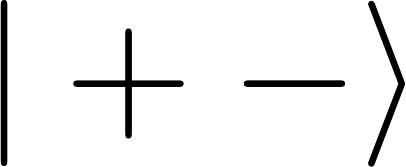 | + − ⟩